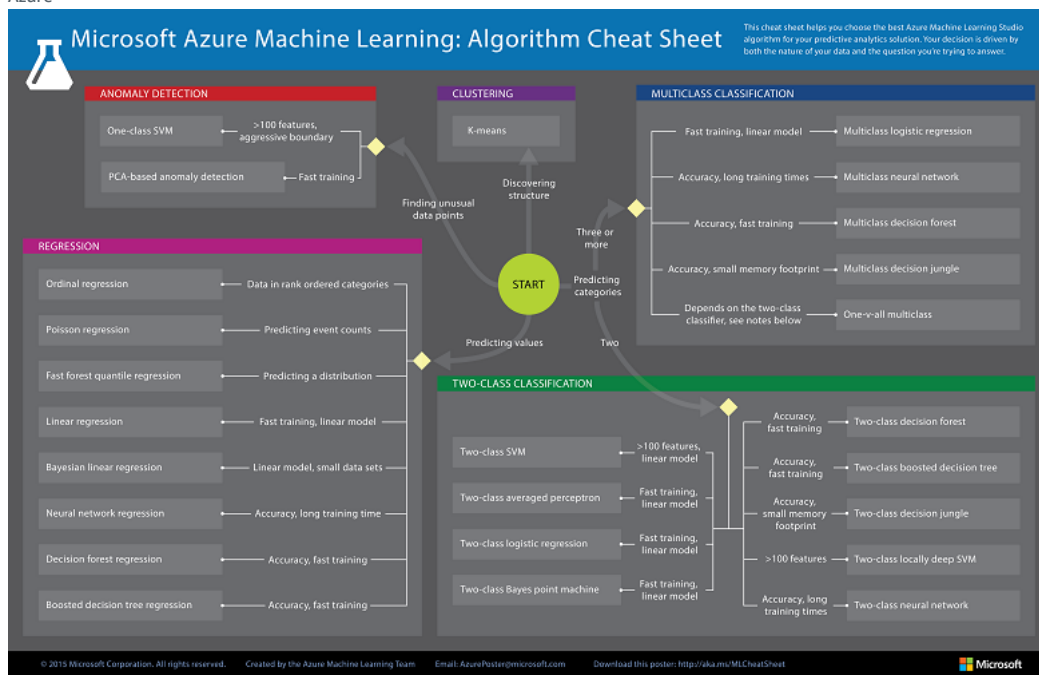 Azure
Microsoft Azure Machine Learning: Algorithm Cheat Sheet
This cheat sheet helps you choose the best Azure Machine Learning Studio
algorithm for your predictive analytics solution. Your decision is driven by
both the nature of your data and the question you're trying to answer.
ANOMALY DETECTION
One-class SVM
>100 features,
aggressive boundary
PCA-based anomaly detection
Fast training
CLUSTERING
K-means
MULTICLASS CLASSIFICATION
Fast training, linear model
Multiclass logistic regression
Accuracy, long training times
Multiclass neural network
Accuracy, fast training
Multiclass decision forest
Accuracy, small memory footprint
Multiclass decision jungle
Depends on the two-class
classifier, see notes below
One-v-all multiclass
Finding unusual
data points
Discovering
structure
Three or
more
START
Predicting
categories
Predicting values
Two
REGRESSION
Ordinal regression
Data in rank ordered categories
Poisson regression
Predicting event counts
Fast forest quantile regression
Predicting a distribution
Linear regression
Fast training, linear model
Bayesian linear regression
Linear model, small data sets
Neural network regression
Accuracy, long training time
Decision forest regression
Accuracy, fast training
Boosted decision tree regression
Accuracy, fast training
TWO-CLASS CLASSIFICATION
Two-class SVM
>100 features,
linear model
Two-class averaged perceptron
Fast training,
linear model
Two-class logistic regression
Fast training,
linear model
Two-class Bayes point machine
Fast training,
linear model
Accuracy,
fast training
Two-class decision forest
Accuracy,
fast training
Two-class boosted decision tree
Accuracy,
small memory
footprint
Two-class decision jungle
>100 features
Two-class locally deep SVM
Accuracy, long
training times
Two-class neural network
© 2015 Microsoft Corporation. All rights reserved.
Created by the Azure Machine Learning Team
Email: AzurePoster@microsoft.com
Download this poster: http://aka.ms/MLCheatSheet
Microsoft